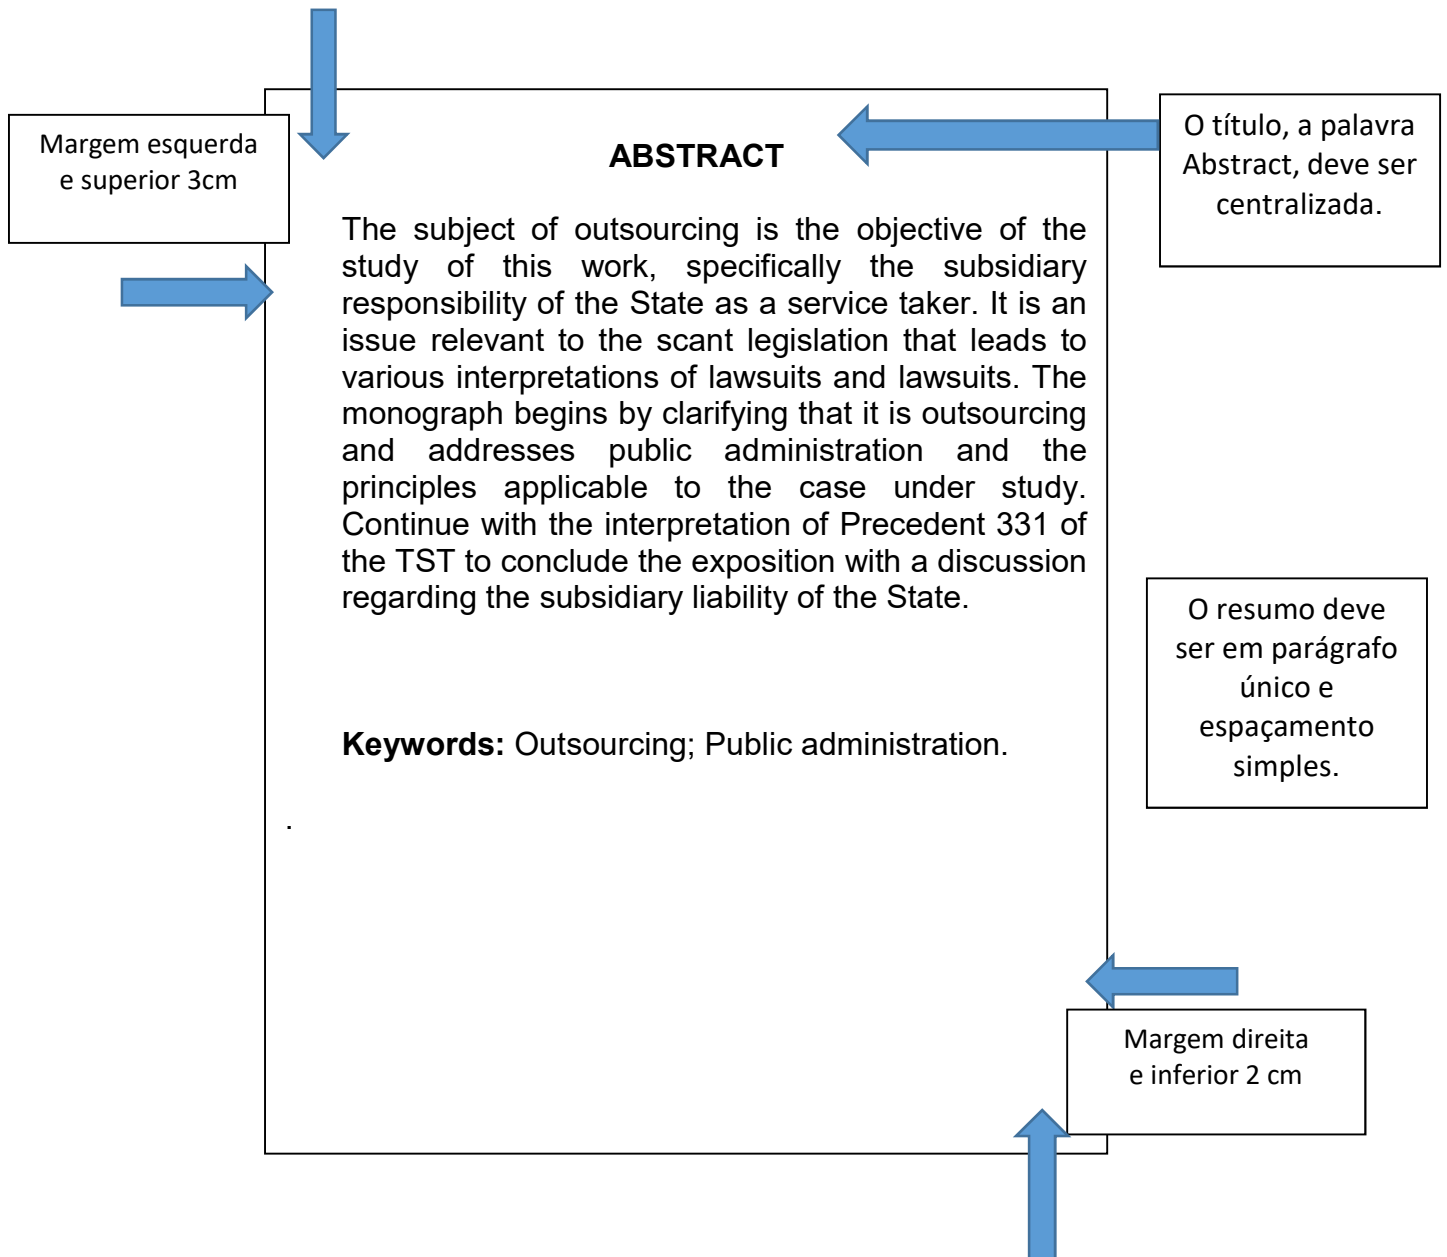 Margem esquerda
e superior 3cm
ABSTRACT
O título, a palavra
Abstract, deve ser
centralizada.
The subject of outsourcing is the objective of the
study of this work, specifically the subsidiary
responsibility of the State as a service taker. It is an
issue relevant to the scant legislation that leads to
various interpretations of lawsuits and lawsuits. The
monograph begins by clarifying that it is outsourcing
and addresses public administration and the
principles applicable to the case under study.
Continue with the interpretation of Precedent 331 of
the TST to conclude the exposition with a discussion
regarding the subsidiary liability of the State.
O resumo deve
ser em parágrafo
único e
espaçamento
simples.
Keywords: Outsourcing; Public administration.
.
Margem direita
e inferior 2 cm